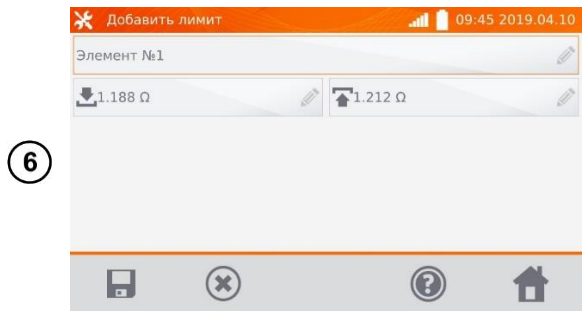 Добавить лимит 09:45 2019.04.10
Элемент №1
1.188 Ω 1.212 Ω
6
?